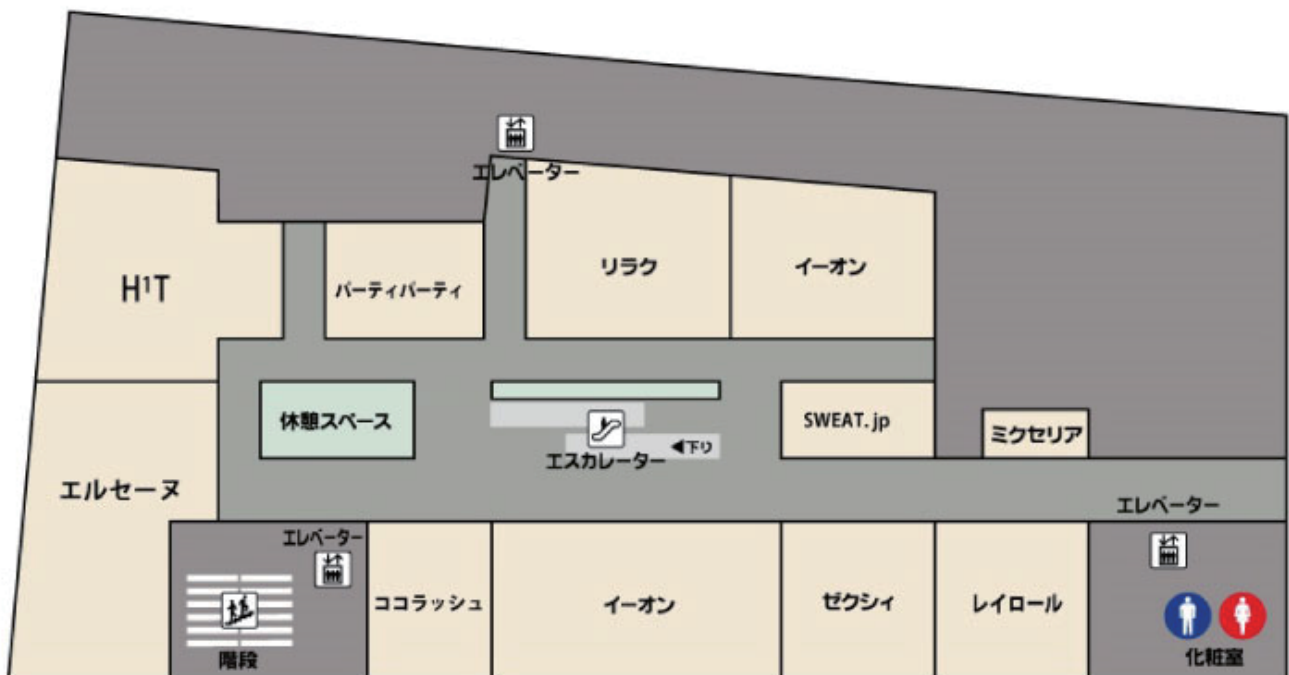 エレベーター
H¹T
パーティパーティ
リラク
イーオン
休憩スペース
エスカレーター
◀下り
SWEAT.jp
ミクセリア
エルセーヌ
エレベーター
階段
ココラッシュ
イーオン
ゼクシィ
レイロール
エレベーター
化粧室